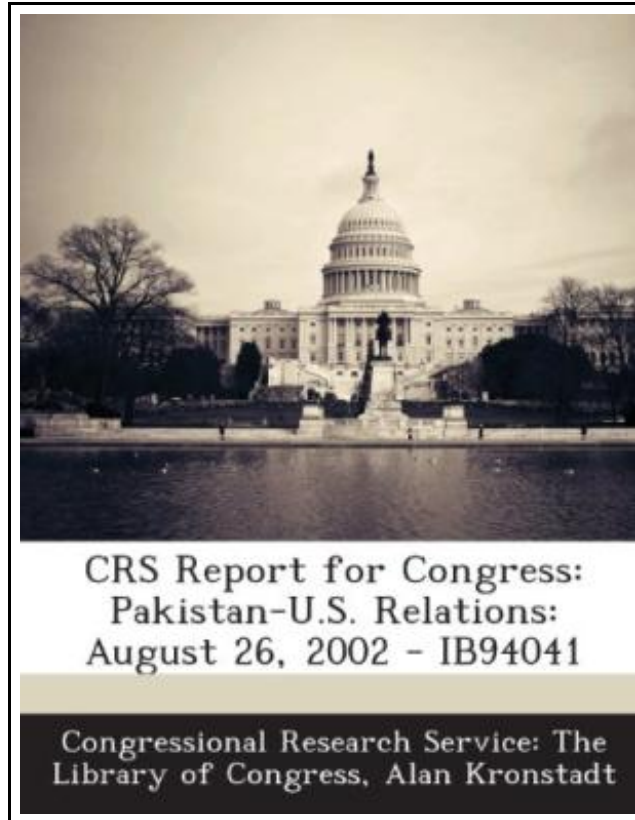 CRS Report for Congress:
Pakistan-U.S. Relations:
August 26, 2002 - IB94041
Congressional Research Service: The
Library of Congress, Alan Kronstadt